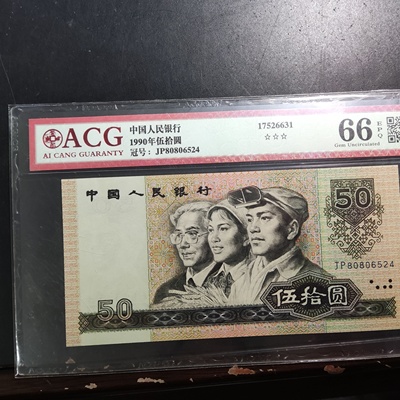 ACG
AI CANG GUARANTY
中国人民银行
1990年伍拾圆
冠号：JP80806524
17526631
☆☆☆
66
EPQ
Gem Uncirculated
中国人民银行
50
JP80806524
50
伍拾圆